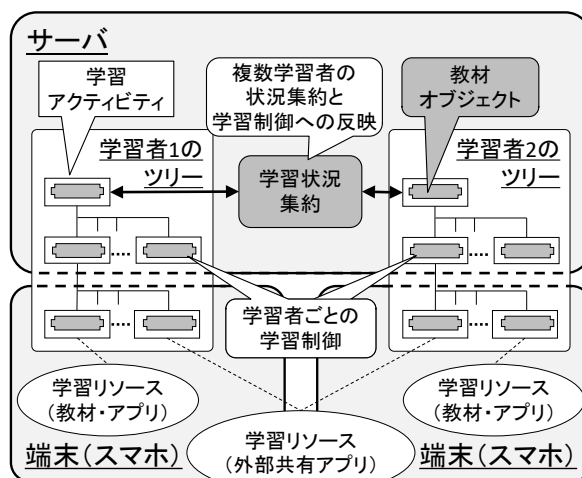 サーバ
学習
アクティビティ
複数学習者の
状況集約と
学習制御への反映
教材
オブジェクト
学習者1の
ツリー
学習状況
集約
学習者2の
ツリー
....
....
学習者ごとの
学習制御
....
....
学習リソース
(教材・アプリ)
学習リソース
(教材・アプリ)
学習リソース
(外部共有アプリ)
端末(スマホ)
端末(スマホ)